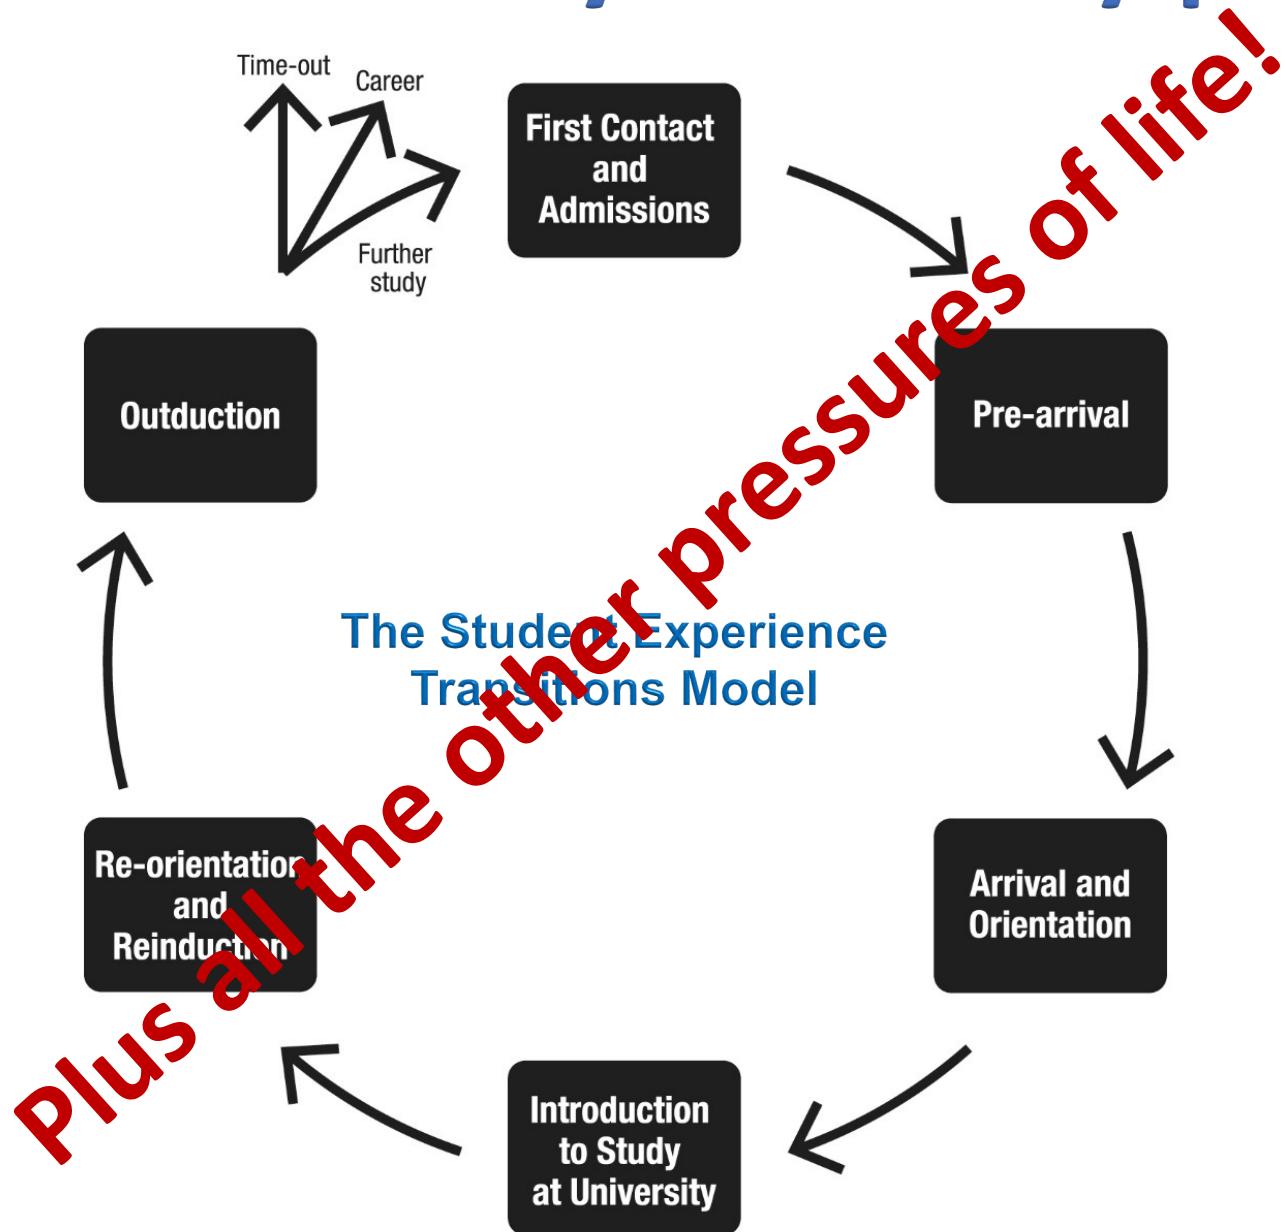 Time-out
Career
Further
study
First Contact
and
Admissions
Pre-arrival
Outduction
The Student Experience
Transitions Model
Re-orientation
and
Reinduction
Arrival and
Orientation
Introduction
to Study
at University
Plus all the other pressures of life!